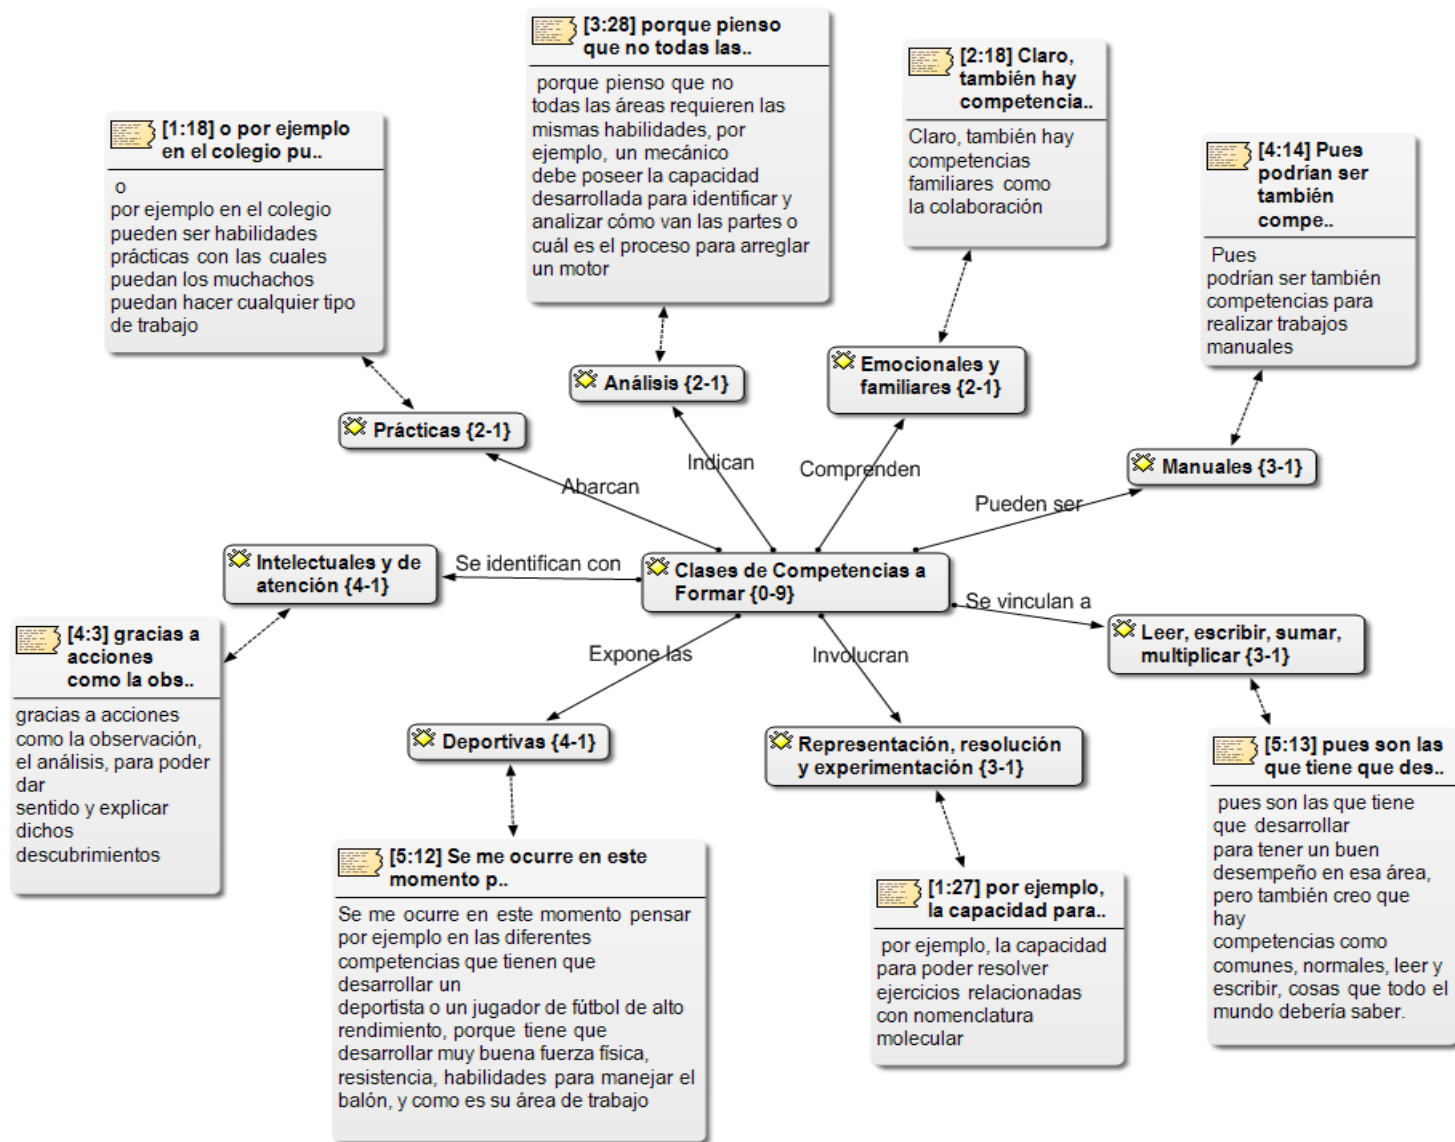 [3:28] porque pienso
que no todas las..
porque pienso que no
todas las áreas requieren las
mismas habilidades, por
ejemplo, un mecánico
debe poseer la capacidad
desarrollada para identificar y
analizar cómo van las partes o
cuál es el proceso para arreglar
un motor
[2:18] Claro,
también hay
competencia..
Claro, también hay
competencias
familiares como
la colaboración
[1:18] o por ejemplo
en el colegio pu..
o
por ejemplo en el colegio
pueden ser habilidades
prácticas con las cuales
puedan los muchachos
puedan hacer cualquier tipo
de trabajo
[4:14] Pues
podrían ser
también
compe..
Pues
podrían ser también
competencias para
realizar trabajos
manuales
Análisis {2-1}
Emocionales y
familiares {2-1}
Prácticas {2-1}
Manuales {3-1}
Abarcan
Indican
Comprenden
Pueden ser
Intelectuales y de
atención {4-1}
Se identifican con
Clases de Competencias a
Formar {0-9}
Se vinculan a
Leer, escribir, sumar,
multiplicar {3-1}
Expone las
Involucran
[4:3] gracias a
acciones
como la obs..
gracias a acciones
como la observación,
el análisis, para poder
dar
sentido y explicar
dichos
descubrimientos
Deportivas {4-1}
Representación, resolución
y experimentación {3-1}
[5:12] Se me ocurre en este
momento p..
Se me ocurre en este momento pensar
por ejemplo en las diferentes
competencias que tienen que
desarrollar un
deportista o un jugador de fútbol de alto
rendimiento, porque tiene que
desarrollar muy buena fuerza física,
resistencia, habilidades para manejar el
balón, y como es su área de trabajo
[1:27] por ejemplo,
la capacidad para..
por ejemplo, la capacidad
para poder resolver
ejercicios relacionadas
con nomenclatura
molecular
[5:13] pues son las
que tiene que des..
pues son las que tiene
que desarrollar
para tener un buen
desempeño en esa área,
pero también creo que
hay
competencias como
comunes, normales, leer y
escribir, cosas que todo el
mundo debería saber.